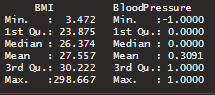 BMI BloodPressure
Min. : 3.472 Min. :-1.0000
1st Qu.: 23.875 1st Qu.: 0.0000
Median : 26.374 Median : 0.0000
Mean : 27.557 Mean : 0.3091
3rd Qu.: 30.222 3rd Qu.: 1.0000
Max. :298.667 Max. : 1.0000